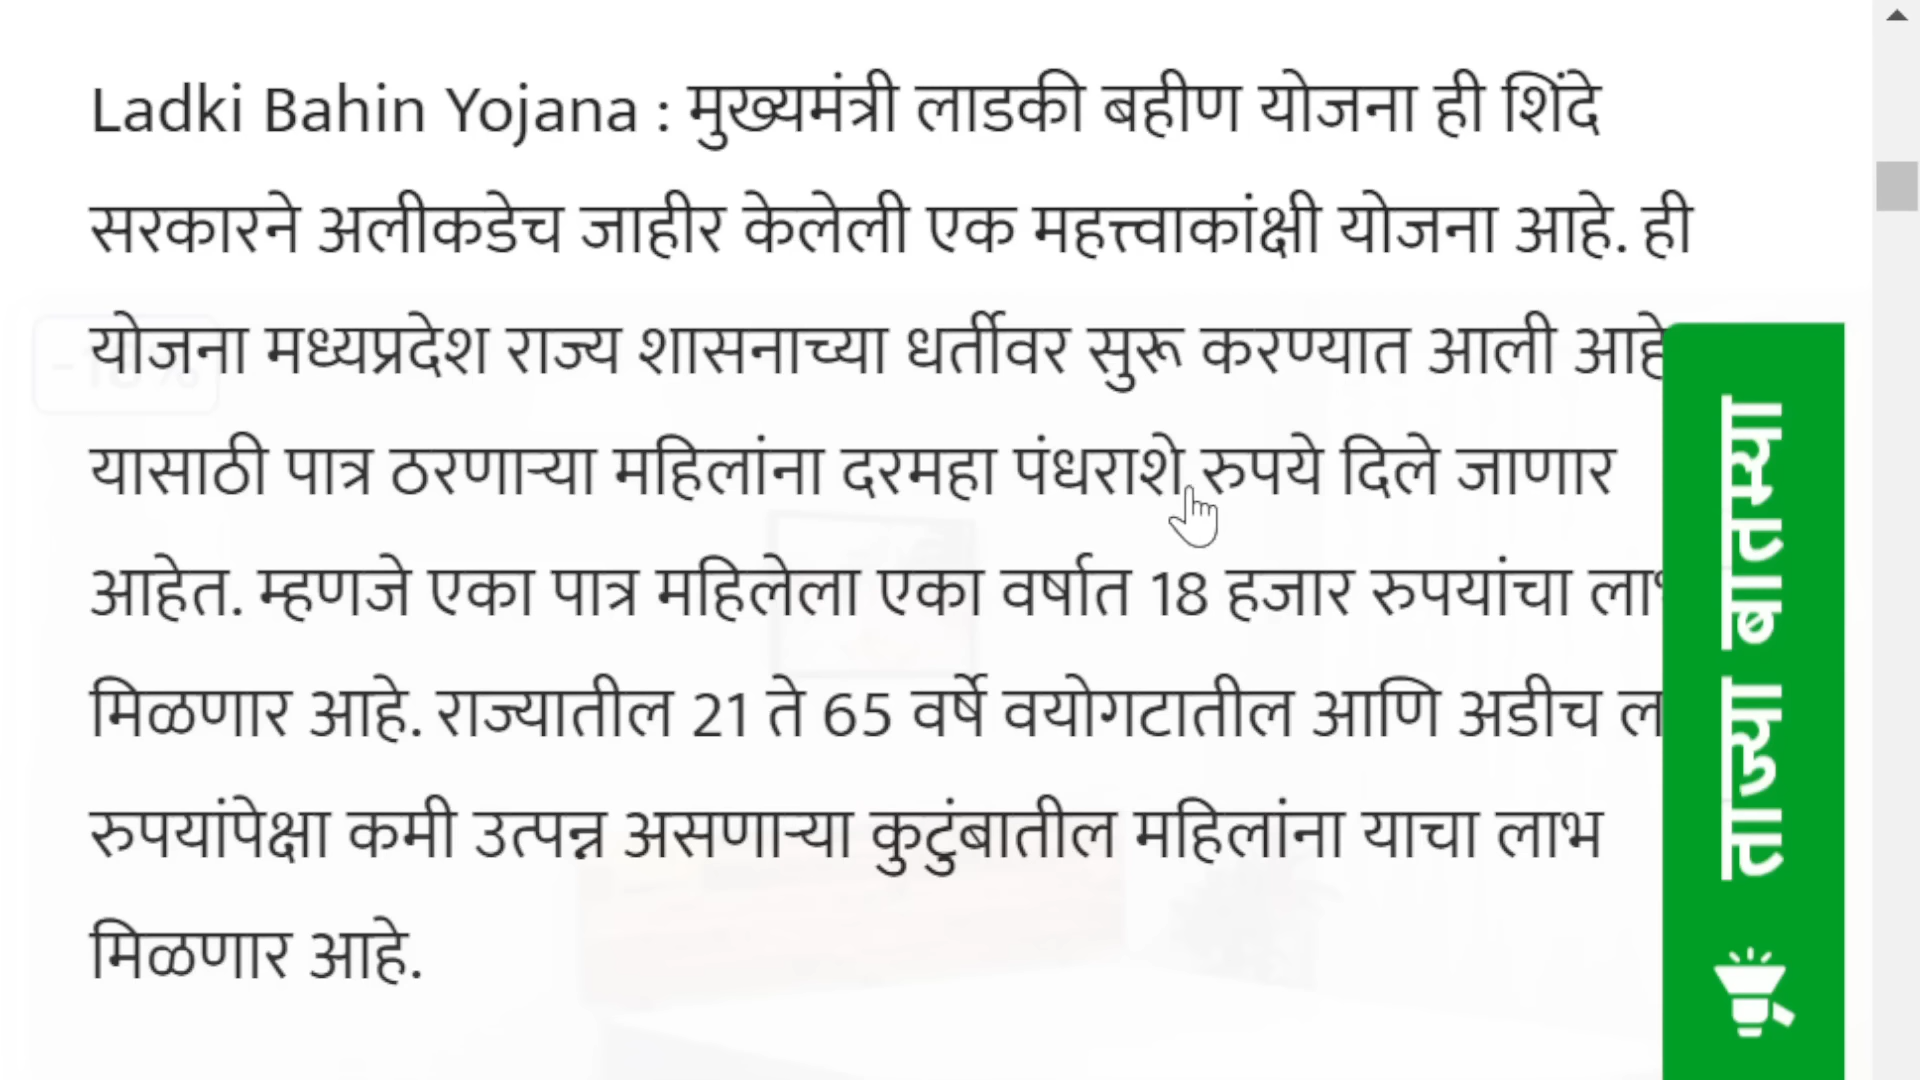 Ladki Bahin Yojana : मुख्यमंत्री लाडकी बहीण योजना ही शिंदे
सरकारने अलीकडेच जाहीर केलेली एक महत्त्वाकांक्षी योजना आहे. ही
योजना मध्यप्रदेश राज्य शासनाच्या धर्तीवर सुरू करण्यात आली आहे
यासाठी पात्र ठरणाऱ्या महिलांना दरमहा पंधराशे रुपये दिले जाणार
आहेत. म्हणजे एका पात्र महिलेला एका वर्षात 18 हजार रुपयांचा
मिळणार आहे. राज्यातील 21 ते 65 वर्षे वयोगटातील आणि अडीच
रुपयांपेक्षा कमी उत्पन्न असणाऱ्या कुटुंबातील महिलांना याचा लाभ
मिळणार आहे.
ताज्या बातम्या